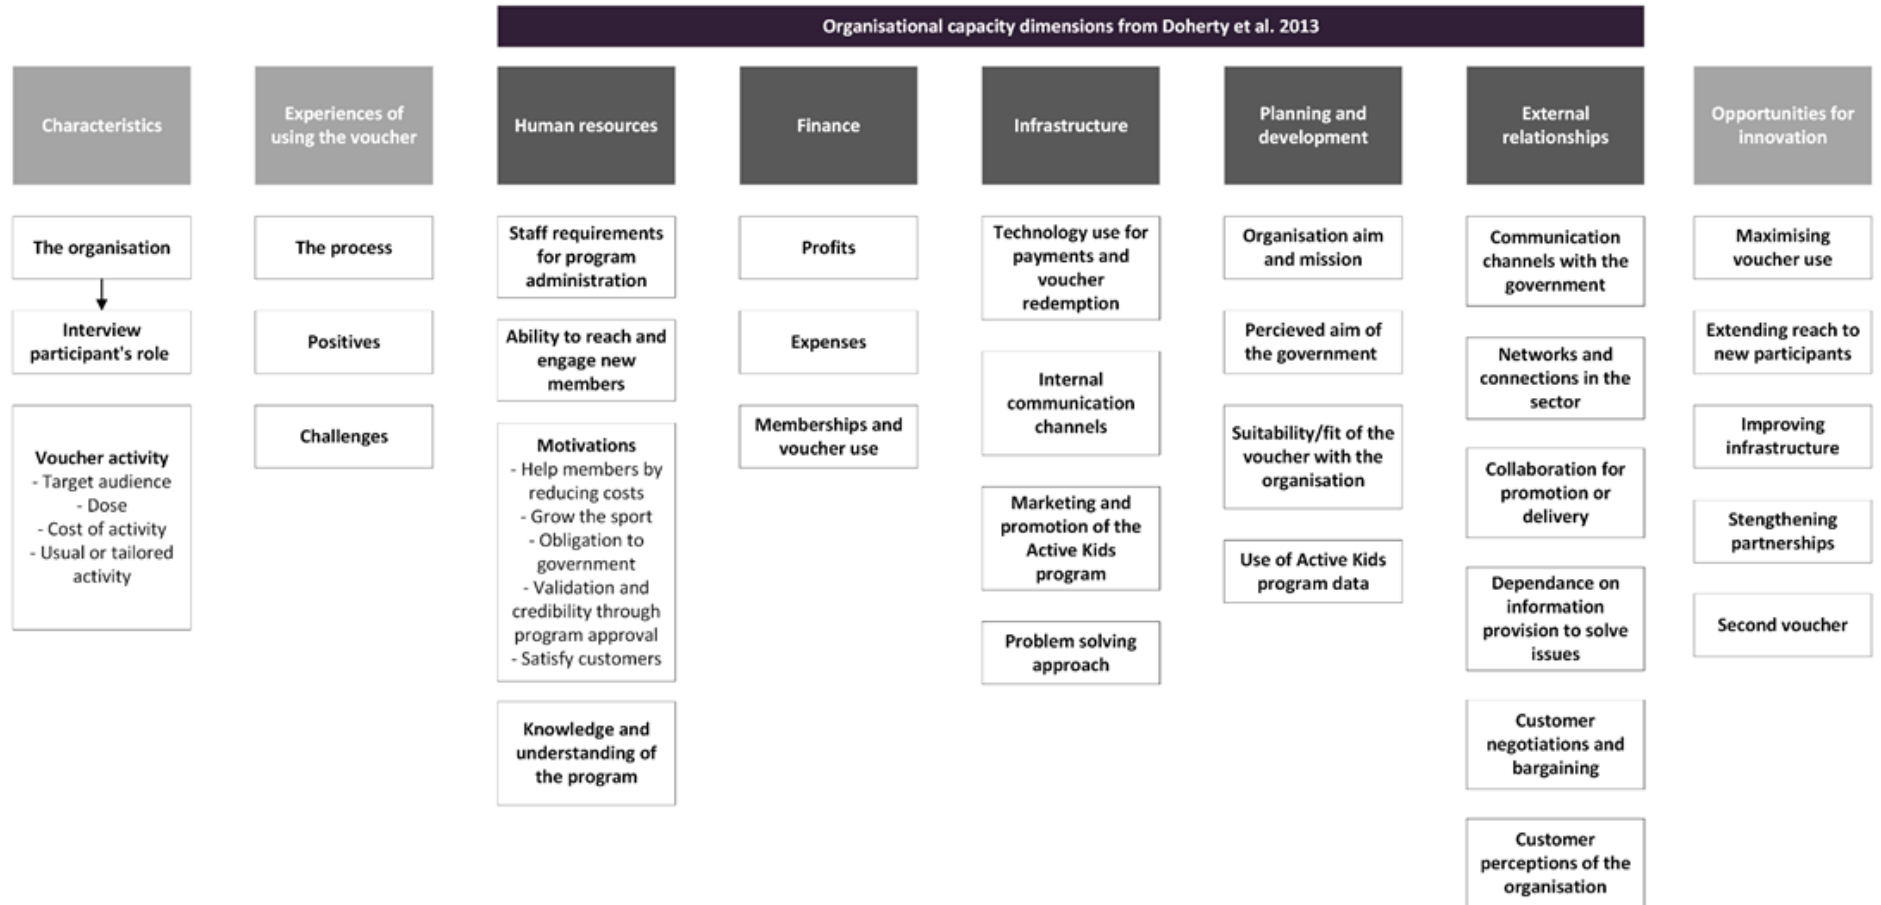 Organisational capacity dimensions from Doherty et al. 2013
Characteristics
The organisation
Interview
participant's role
Voucher activity
- Target audience
- Dose
- Cost of activity
- Usual or tailored
activity
Experiences of
using the voucher
The process
Positives
Challenges
Human resources
Staff requirements
for program
administration
Ability to reach and
engage new
members
Motivations
- Help members by
reducing costs
- Grow the sport
- Obligation to
government
- Validation and
credibility through
program approval
- Satisfy customers
Knowledge and
understanding of
the program
Finance
Profits
Expenses
Memberships and
voucher use
Infrastructure
Technology use for
payments and
voucher
redemption
Internal
communication
channels
Marketing and
promotion of the
Active Kids
program
Problem solving
approach
Planning and
development
Organisation aim
and mission
Percieved aim of
the government
Suitability/fit of the
voucher with the
organisation
Use of Active Kids
program data
External
relationships
Communication
channels with the
government
Networks and
connections in the
sector
Collaboration for
promotion or
delivery
Dependance on
information
provision to solve
issues
Customer
negotiations and
bargaining
Customer
perceptions of the
organisation
Opportunities for
innovation
Maximising
voucher use
Extending reach to
new participants
Improving
infrastructure
Stengthening
partnerships
Second voucher